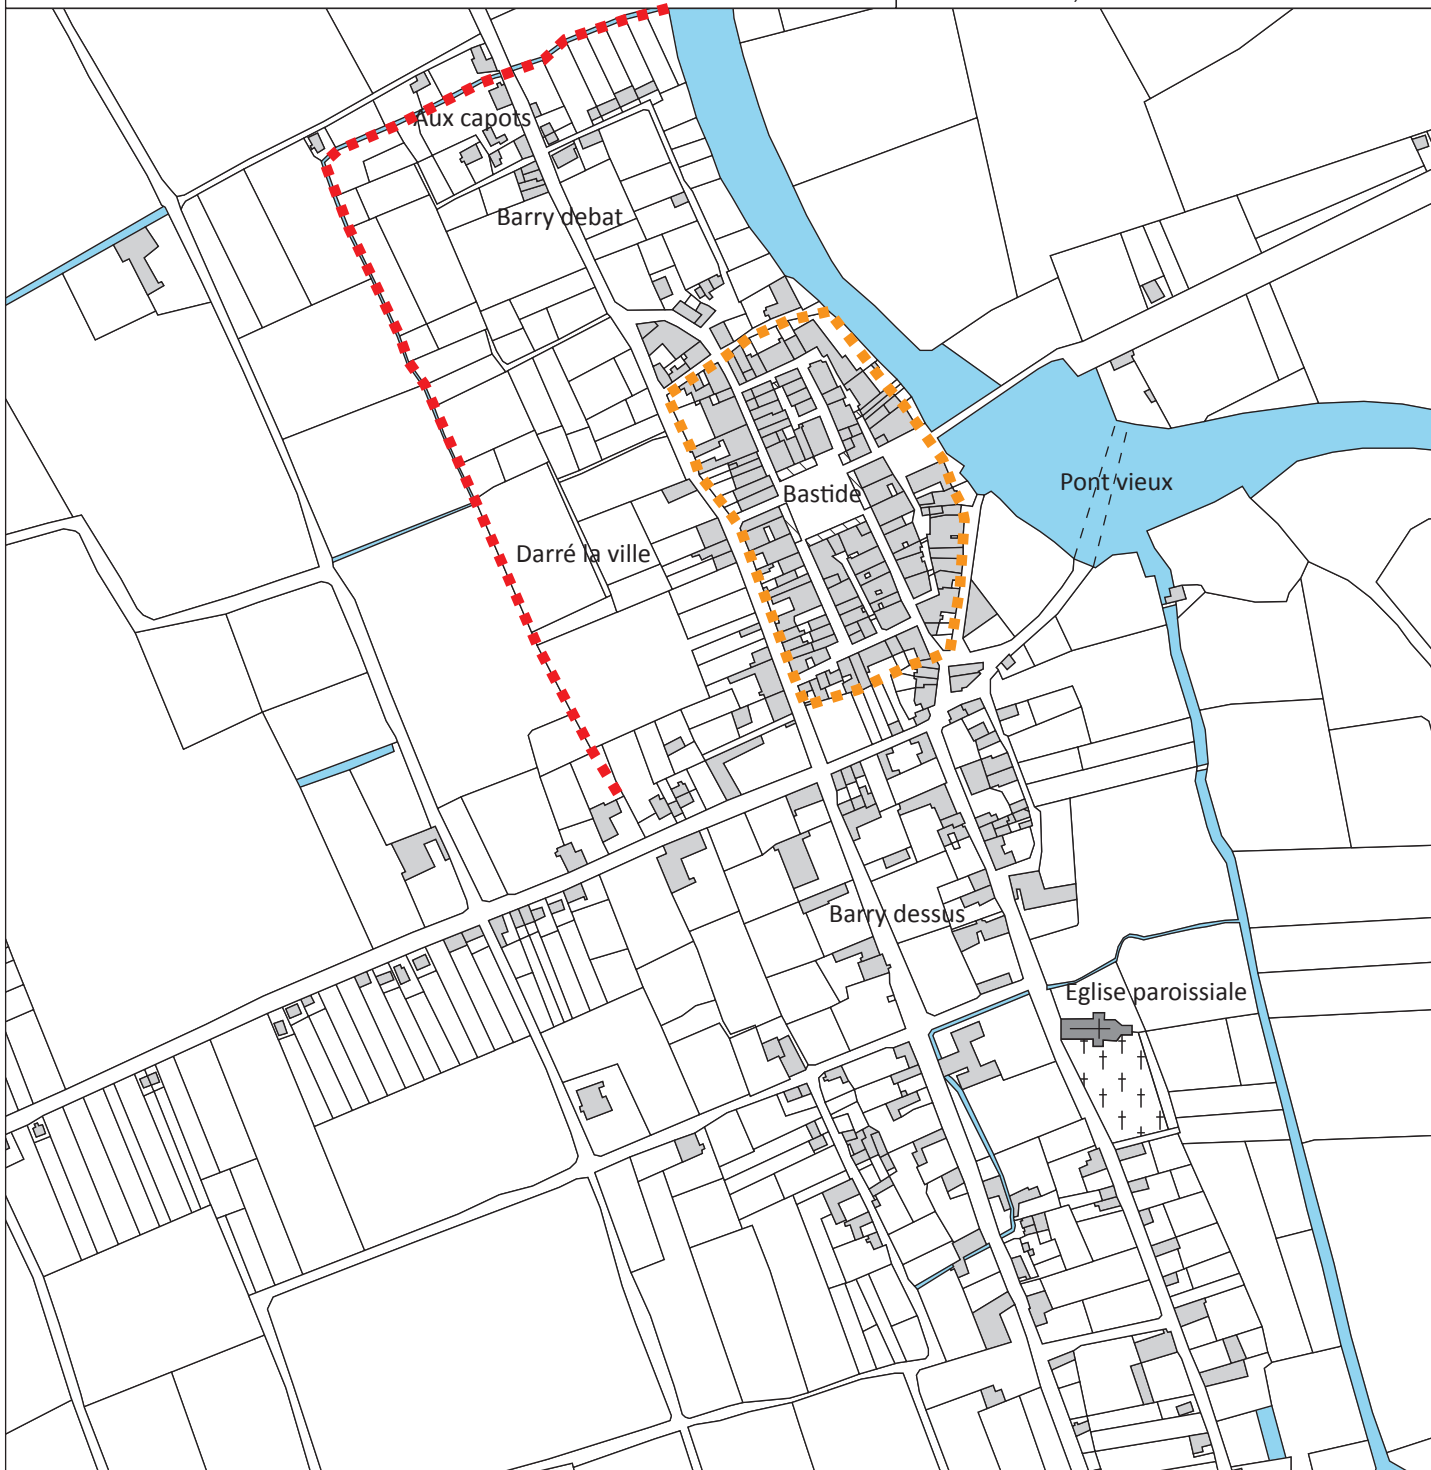 Aux capots
Barry debat
Bastide
Pont vieux
Darré la ville
Barry dessus
Eglise paroissiale